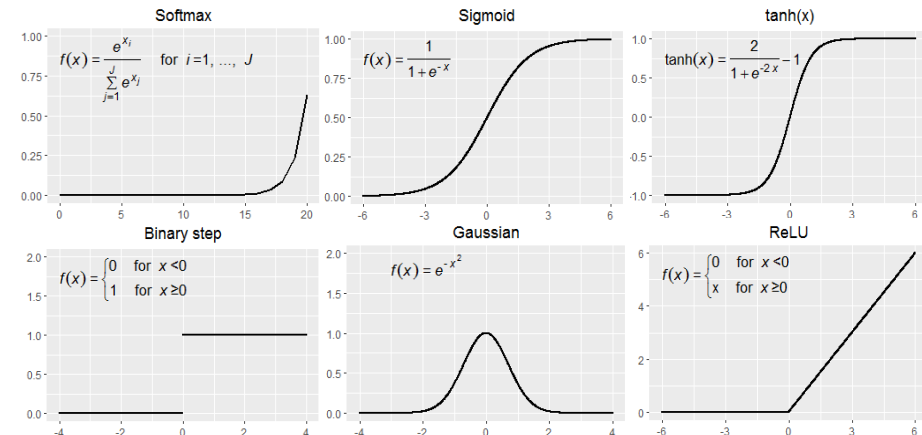 Softmax
1.00
0.75
0.50
0.25
0.00
f(x) = e^{x_i} / \sum_{j=1}^{J} e^{x_j} for i=1, ..., J
0 5 10 15 20
Sigmoid
1.00
0.75
0.50
0.25
0.00
f(x) = 1 / 1+e^{-x}
-6 -3 0 3 6
tanh(x)
1.0
0.5
0.0
-0.5
-1.0
tanh(x) = 2 / 1+e^{-2x} -1
-6 -3 0 3 6
Binary step
2.0
1.5
1.0
0.5
0.0
f(x) = { 0 for x <0
1 for x ≥0
-4 -2 0 2 4
Gaussian
2.0
1.5
1.0
0.5
0.0
f(x) = e^{-x^2}
-4 -2 0 2 4
ReLU
6
4
2
0
f(x) = { 0 for x <0
x for x ≥0
-6 -3 0 3 6